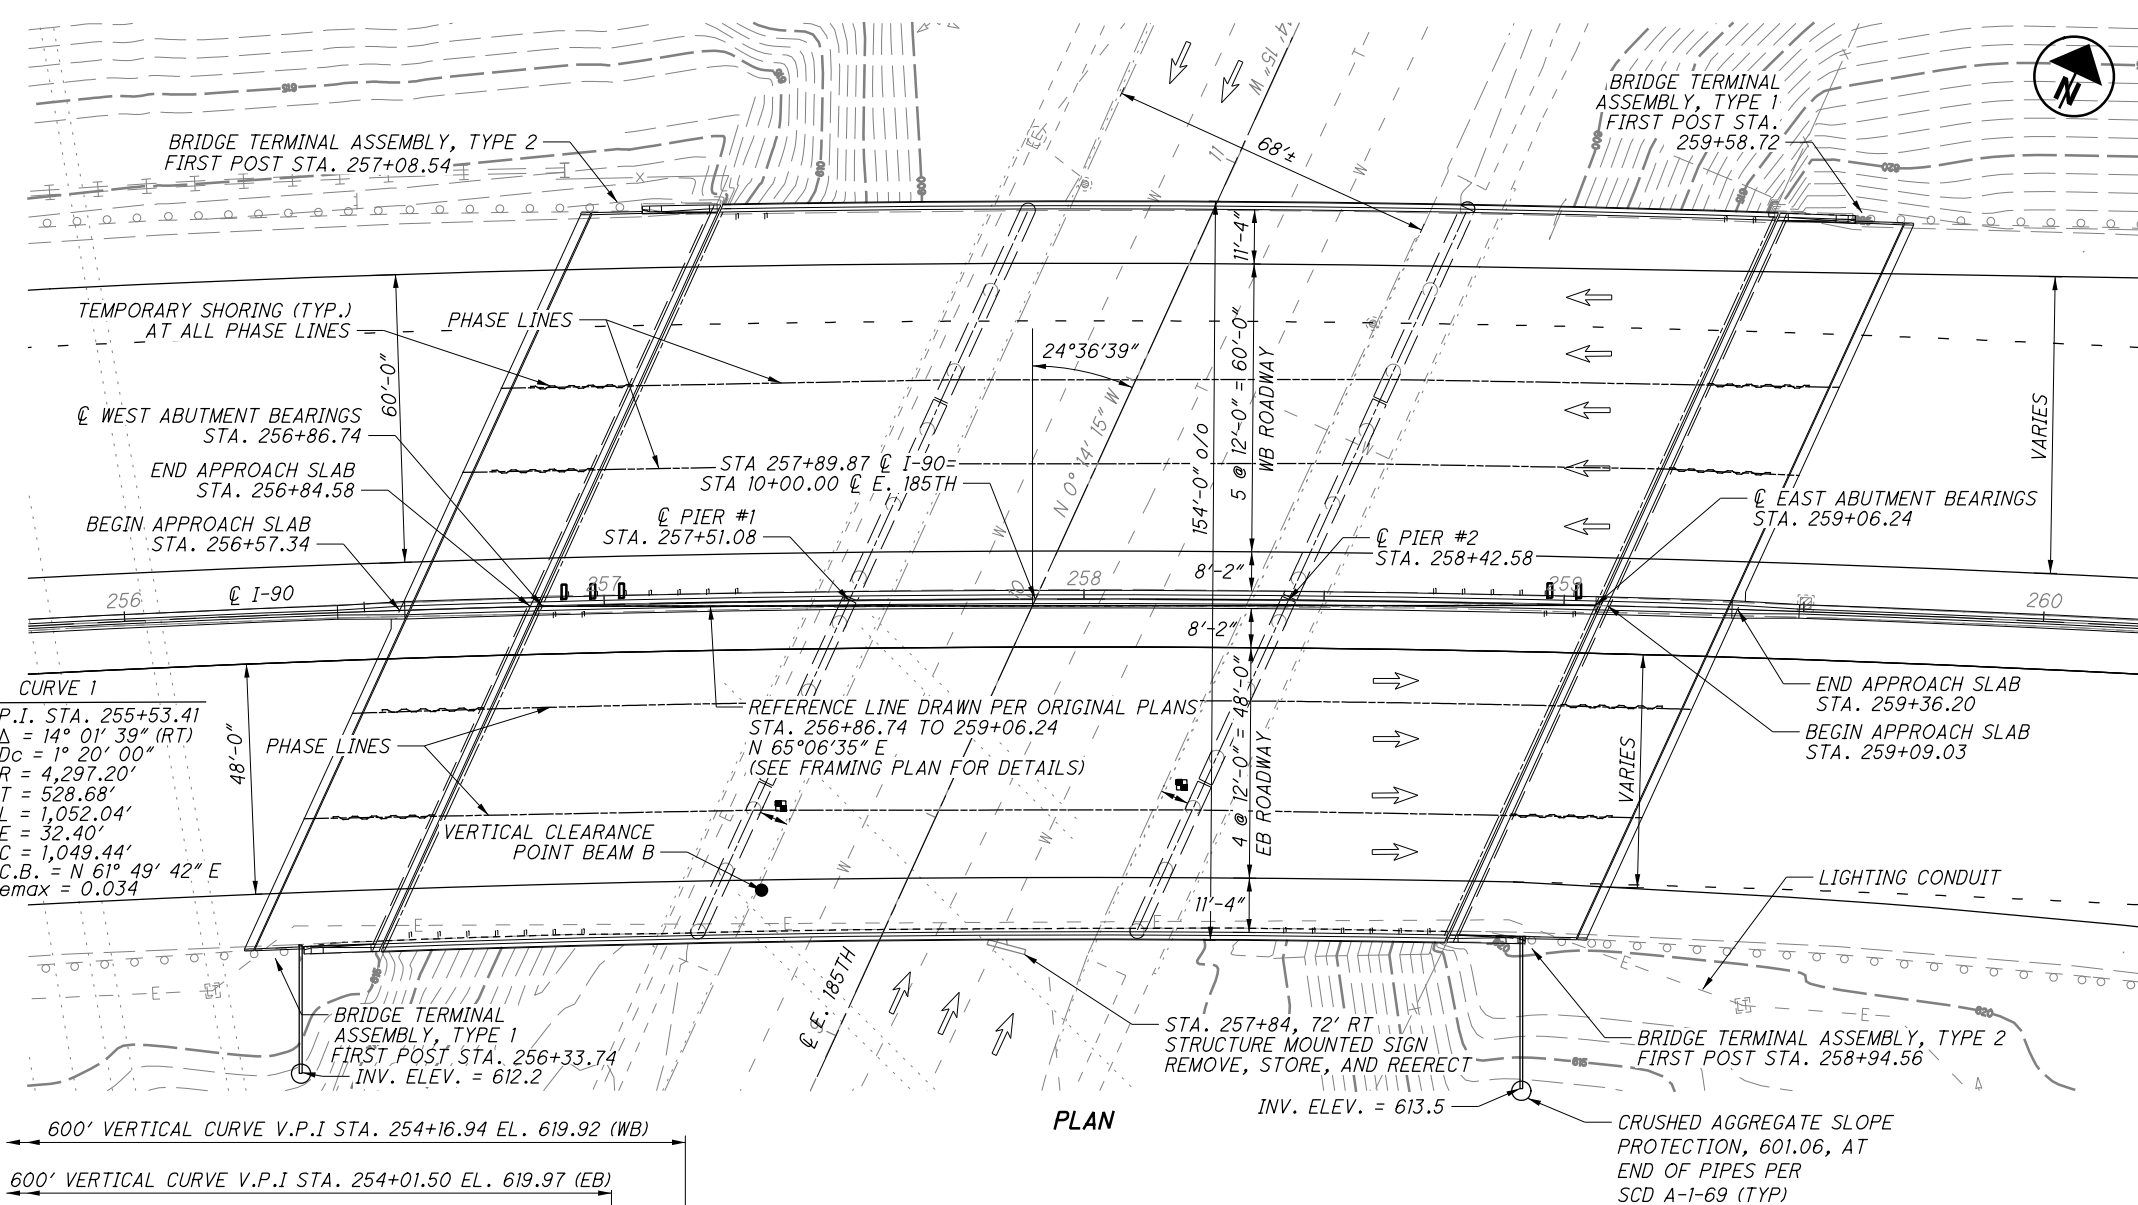 BRIDGE TERMINAL
ASSEMBLY, TYPE 1
FIRST POST STA.
259+58.72
N
BRIDGE TERMINAL ASSEMBLY, TYPE 2
FIRST POST STA. 257+08.54
615
610
600
600
620
68'±
11'-4"
TEMPORARY SHORING (TYP.)
AT ALL PHASE LINES
PHASE LINES
24°36'39"
60'-0"
℄ WEST ABUTMENT BEARINGS
STA. 256+86.74
END APPROACH SLAB
STA. 256+84.58
BEGIN APPROACH SLAB
STA. 256+57.34
STA 257+89.87 ℄ I-90=
STA 10+00.00 ℄ E. 185TH
N 0° 14' 15" W
154'-0" o/o
5 @ 12'-0" = 60'-0"
WB ROADWAY
VARIES
℄ PIER #1
STA. 257+51.08
℄ PIER #2
STA. 258+42.58
℄ EAST ABUTMENT BEARINGS
STA. 259+06.24
8'-2"
256
℄ I-90
257
10
258
259
260
8'-2"
CURVE 1
P.I. STA. 255+53.41
Δ = 14° 01' 39" (RT)
Dc = 1° 20' 00"
R = 4,297.20'
T = 528.68'
L = 1,052.04'
E = 32.40'
C = 1,049.44'
C.B. = N 61° 49' 42" E
emax = 0.034
48'-0"
PHASE LINES
REFERENCE LINE DRAWN PER ORIGINAL PLANS
STA. 256+86.74 TO 259+06.24
N 65°06'35" E
(SEE FRAMING PLAN FOR DETAILS)
4 @ 12'-0" = 48'-0"
EB ROADWAY
VARIES
END APPROACH SLAB
STA. 259+36.20
BEGIN APPROACH SLAB
STA. 259+09.03
VERTICAL CLEARANCE
POINT BEAM B
11'-4"
LIGHTING CONDUIT
℄ E. 185TH
BRIDGE TERMINAL
ASSEMBLY, TYPE 1
FIRST POST STA. 256+33.74
INV. ELEV. = 612.2
STA. 257+84, 72' RT
STRUCTURE MOUNTED SIGN
REMOVE, STORE, AND REERECT
BRIDGE TERMINAL ASSEMBLY, TYPE 2
FIRST POST STA. 258+94.56
620
615
INV. ELEV. = 613.5
CRUSHED AGGREGATE SLOPE
PROTECTION, 601.06, AT
END OF PIPES PER
SCD A-1-69 (TYP)
PLAN
600' VERTICAL CURVE V.P.I STA. 254+16.94 EL. 619.92 (WB)
600' VERTICAL CURVE V.P.I STA. 254+01.50 EL. 619.97 (EB)